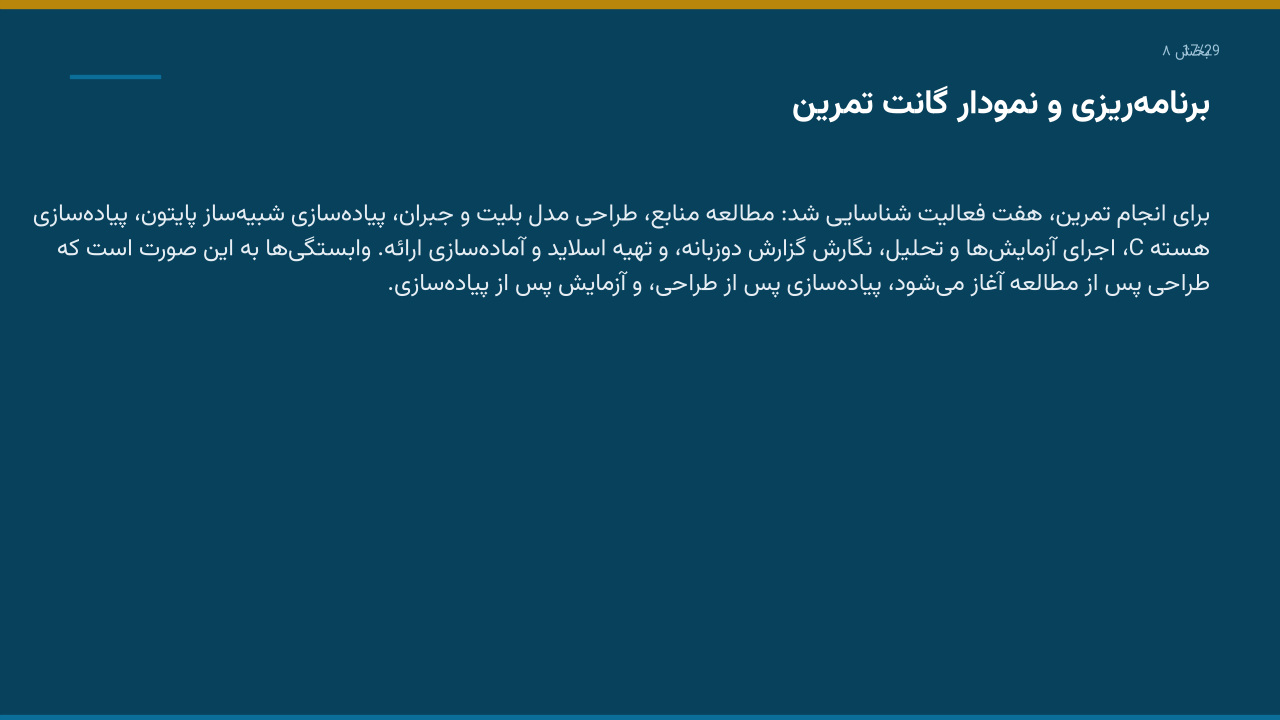 بخش ۸
17/29
برنامه‌ریزی و نمودار گانت تمرین
برای انجام تمرین، هفت فعالیت شناسایی شد: مطالعه منابع، طراحی مدل بلیت و جبران، پیاده‌سازی شبیه‌ساز پایتون، پیاده‌سازی
هسته C، اجرای آزمایش‌ها و تحلیل، نگارش گزارش دوزبانه، و تهیه اسلاید و آماده‌سازی ارائه. وابستگی‌ها به این صورت است که
طراحی پس از مطالعه آغاز می‌شود، پیاده‌سازی پس از طراحی، و آزمایش پس از پیاده‌سازی.